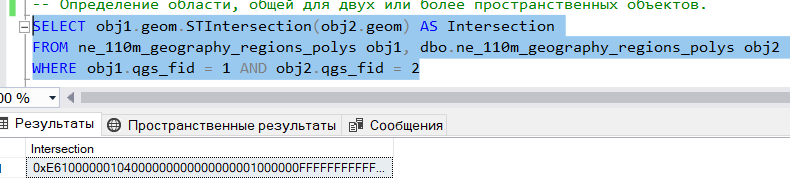 -- Определение области, общей для двух или более пространственных объектов.
SELECT obj1.geom.STIntersection(obj2.geom) AS Intersection
FROM ne_110m_geography_regions_polys obj1, dbo.ne_110m_geography_regions_polys obj2
WHERE obj1.qgs_fid = 1 AND obj2.qgs_fid = 2
00 %
Результаты Пространственные результаты Сообщения
Intersection